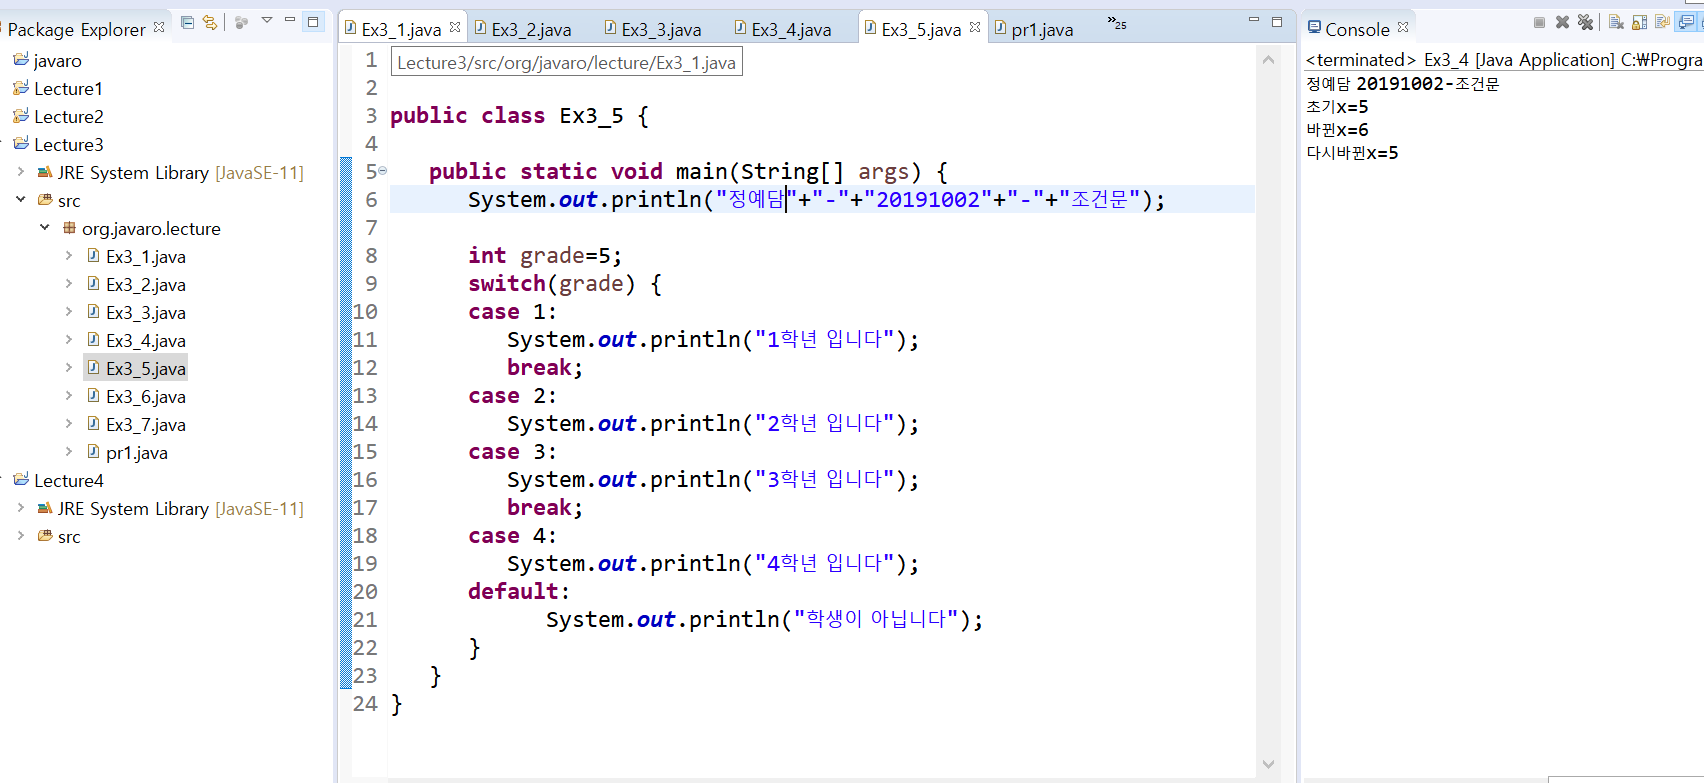 Package Explorer
javaro
Lecture1
Lecture2
Lecture3
JRE System Library [JavaSE-11]
src
org.javaro.lecture
Ex3_1.java
Ex3_2.java
Ex3_3.java
Ex3_4.java
Ex3_5.java
Ex3_6.java
Ex3_7.java
pr1.java
Lecture4
JRE System Library [JavaSE-11]
src
Ex3_1.java Ex3_2.java Ex3_3.java Ex3_4.java Ex3_5.java pr1.java »25
1 Lecture3/src/org/javaro/lecture/Ex3_1.java
2
3 public class Ex3_5 {
4
5 public static void main(String[] args) {
6 System.out.println("정예담"+"-"+"20191002"+"-"+"조건문");
7
8 int grade=5;
9 switch(grade) {
10 case 1:
11 System.out.println("1학년 입니다");
12 break;
13 case 2:
14 System.out.println("2학년 입니다");
15 case 3:
16 System.out.println("3학년 입니다");
17 break;
18 case 4:
19 System.out.println("4학년 입니다");
20 default:
21 System.out.println("학생이 아닙니다");
22 }
23 }
24 }
Console
<terminated> Ex3_4 [Java Application] C:₩Progra
정예담 20191002-조건문
초기x=5
바뀐x=6
다시바뀐x=5